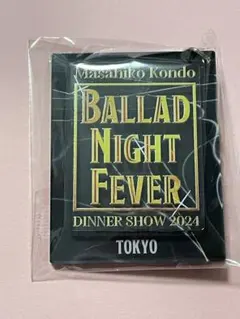 Masahiko Kondo
BALLAD
NIGHT
FEVER
DINNER SHOW 2024
TOKYO